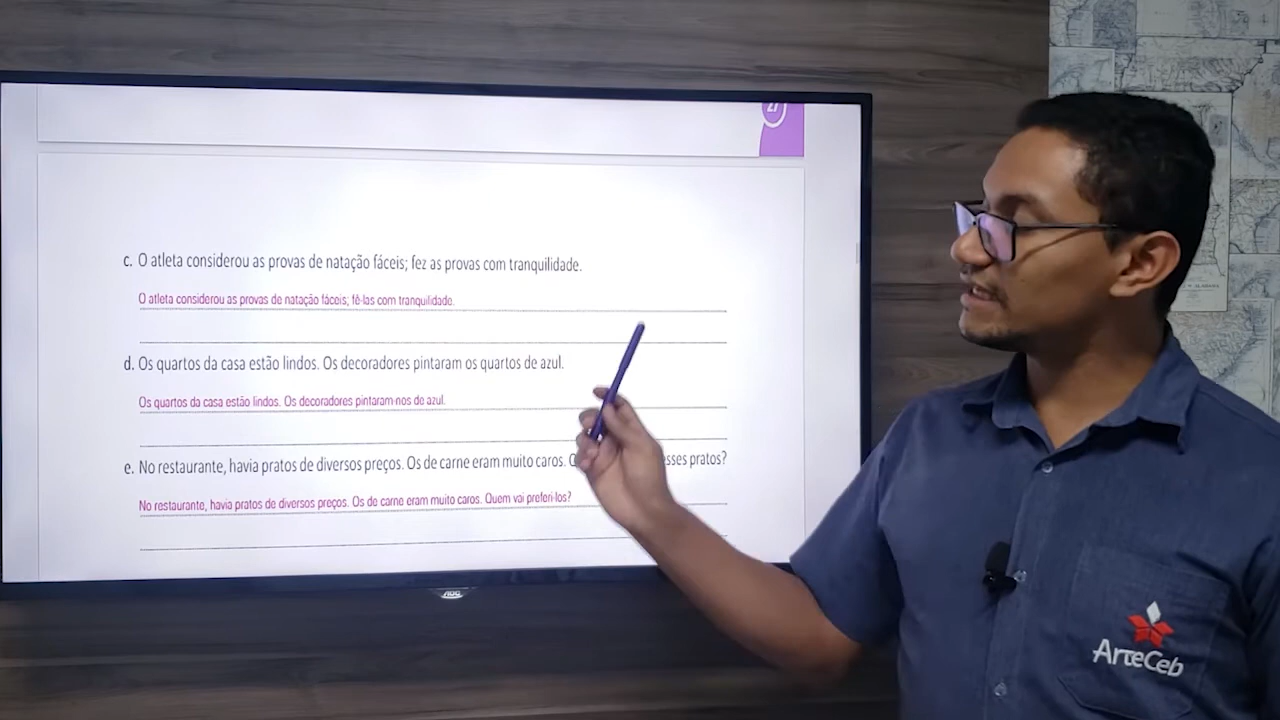 27
c. O atleta considerou as provas de natação fáceis; fez as provas com tranquilidade.
O atleta considerou as provas de natação fáceis; fê-las com tranquilidade.
d. Os quartos da casa estão lindos. Os decoradores pintaram os quartos de azul.
Os quartos da casa estão lindos. Os decoradores pintaram-nos de azul.
e. No restaurante, havia pratos de diversos preços. Os de carne eram muito caros. esses pratos?
No restaurante, havia pratos de diversos preços. Os de carne eram muito caros. Quem vai preferi-los?
AOC
ArteCeb